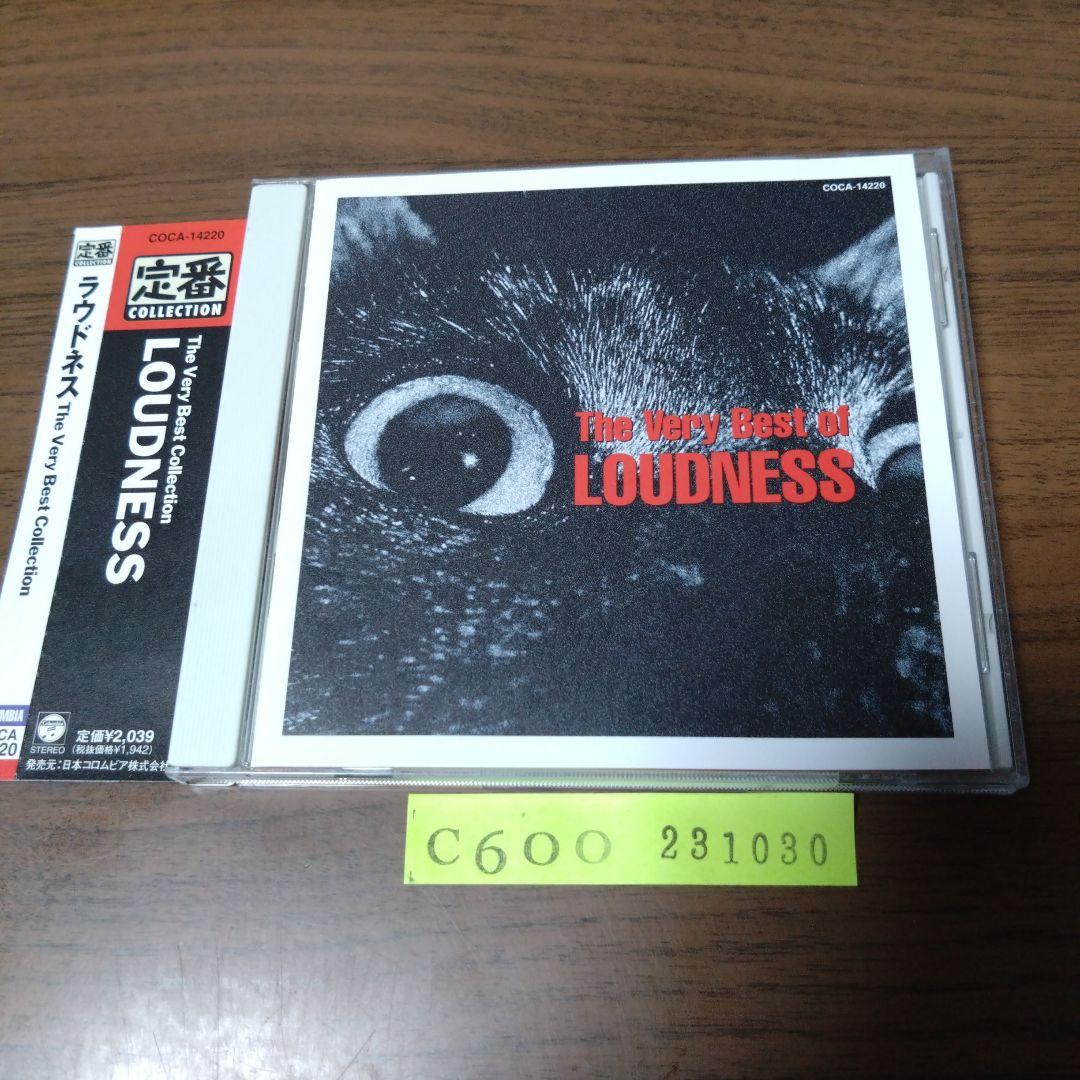 定番
COLLECTION
ラウドネス The Very Best Collection
COCA-14220
定番
COLLECTION
The Very Best Collection
LOUDNESS
STEREO
定価¥2,039
(税抜価格¥1,942)
発売元:日本コロムビア株式会
COCA-14220
The Very Best of
LOUDNESS
C600 231030